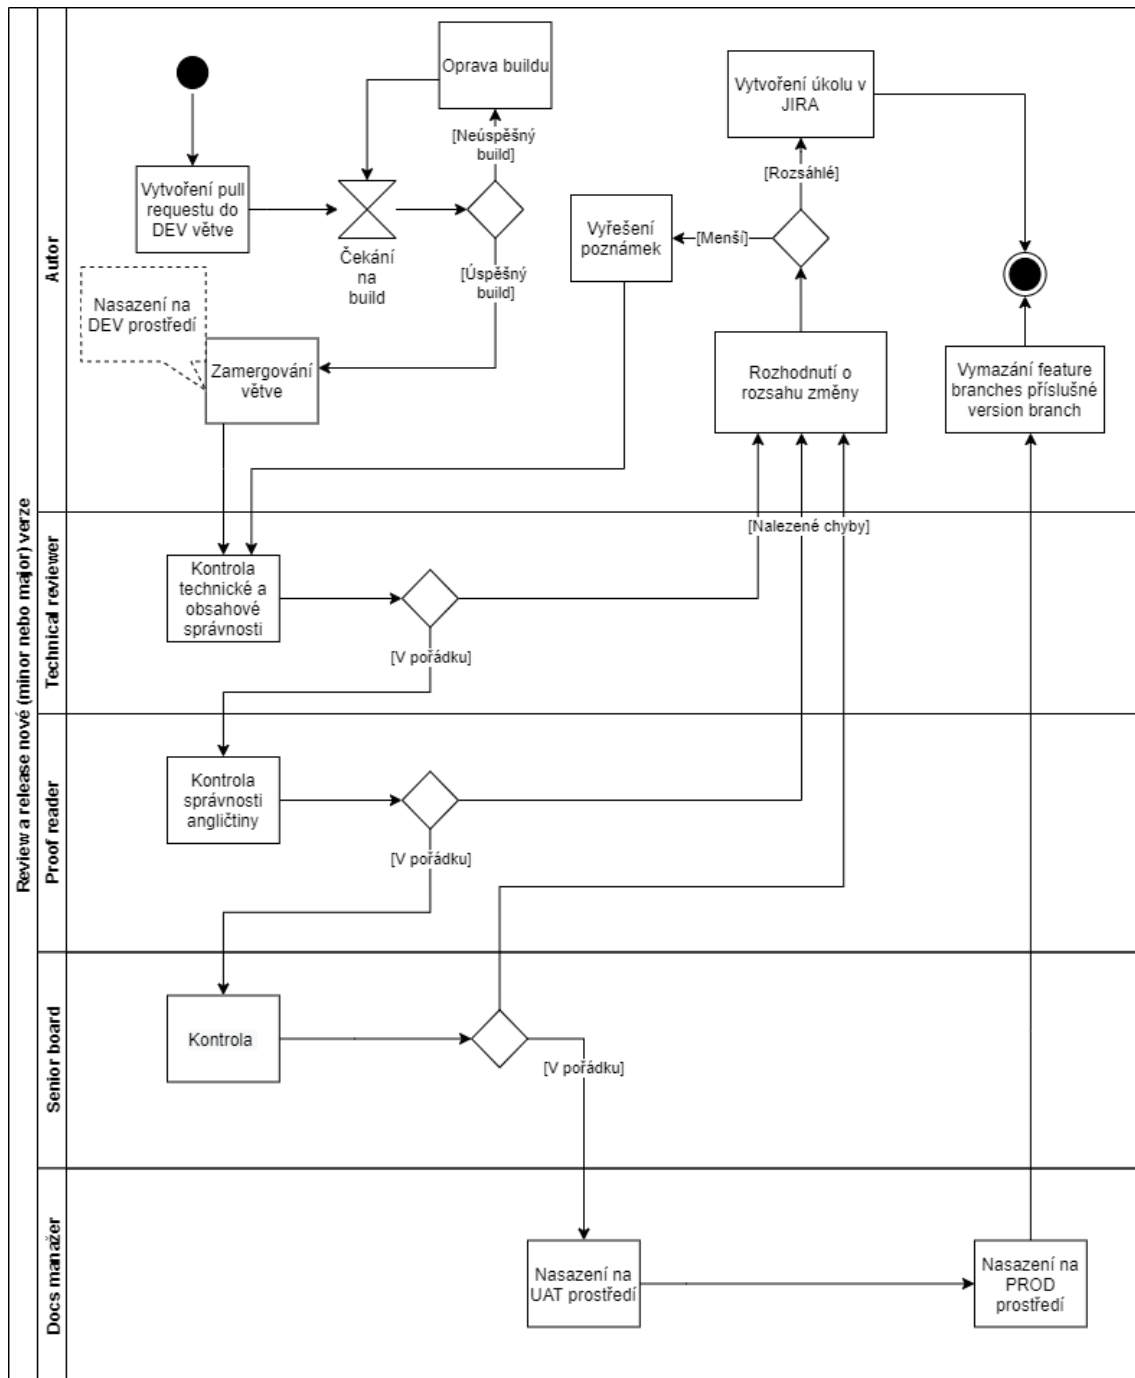 Review a release nové (minor nebo major) verze
Autor
Oprava buildu
[Neúspěšný
build]
Vytvoření pull
requestu do
DEV větve
Čekání
na
build
[Úspěšný
build]
Nasazení na
DEV prostředí
Zamergování
větve
Vytvoření úkolu v
JIRA
[Rozsáhlé]
Vyřešení
poznámek
[Menší]
Rozhodnutí o
rozsahu změny
Vymazání feature
branches příslušné
version branch
Technical reviewer
[Nalezené chyby]
Kontrola
technické a
obsahové
správnosti
[V pořádku]
Proof reader
Kontrola
správnosti
angličtiny
[V pořádku]
Senior board
Kontrola
[V pořádku]
Docs manažer
Nasazení na
UAT prostředí
Nasazení na
PROD
prostředí